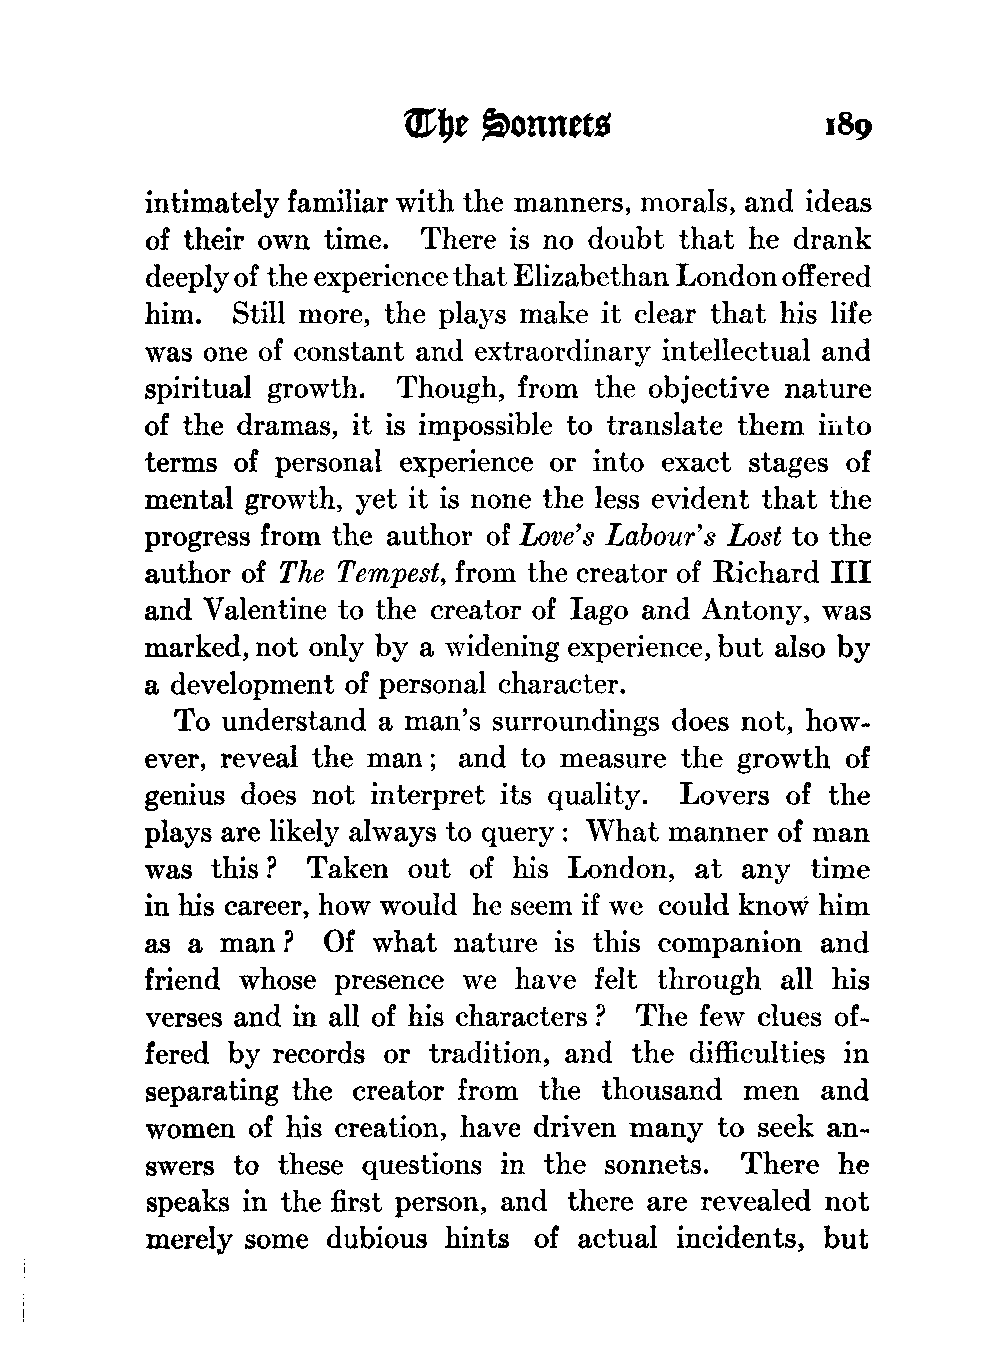 The Sonnets 189
intimately familiar with the manners, morals, and ideas
of their own time. There is no doubt that he drank
deeply of the experience that Elizabethan London offered
him. Still more, the plays make it clear that his life
was one of constant and extraordinary intellectual and
spiritual growth. Though, from the objective nature
of the dramas, it is impossible to translate them into
terms of personal experience or into exact stages of
mental growth, yet it is none the less evident that the
progress from the author of Love's Labour's Lost to the
author of The Tempest, from the creator of Richard III
and Valentine to the creator of Iago and Antony, was
marked, not only by a widening experience, but also by
a development of personal character.
To understand a man's surroundings does not, how-
ever, reveal the man; and to measure the growth of
genius does not interpret its quality. Lovers of the
plays are likely always to query: What manner of man
was this? Taken out of his London, at any time
in his career, how would he seem if we could know him
as a man? Of what nature is this companion and
friend whose presence we have felt through all his
verses and in all of his characters? The few clues of-
fered by records or tradition, and the difficulties in
separating the creator from the thousand men and
women of his creation, have driven many to seek an-
swers to these questions in the sonnets. There he
speaks in the first person, and there are revealed not
merely some dubious hints of actual incidents, but